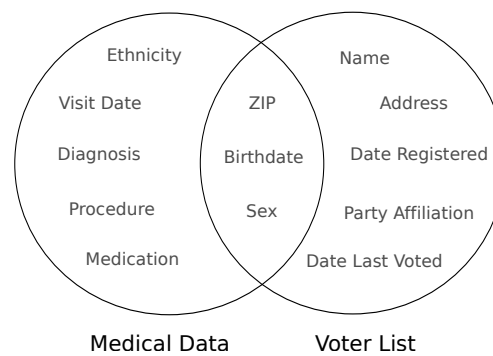 Ethnicity
Name
Visit Date
ZIP
Address
Diagnosis
Birthdate
Date Registered
Procedure
Sex
Party Affiliation
Medication
Date Last Voted
Medical Data
Voter List